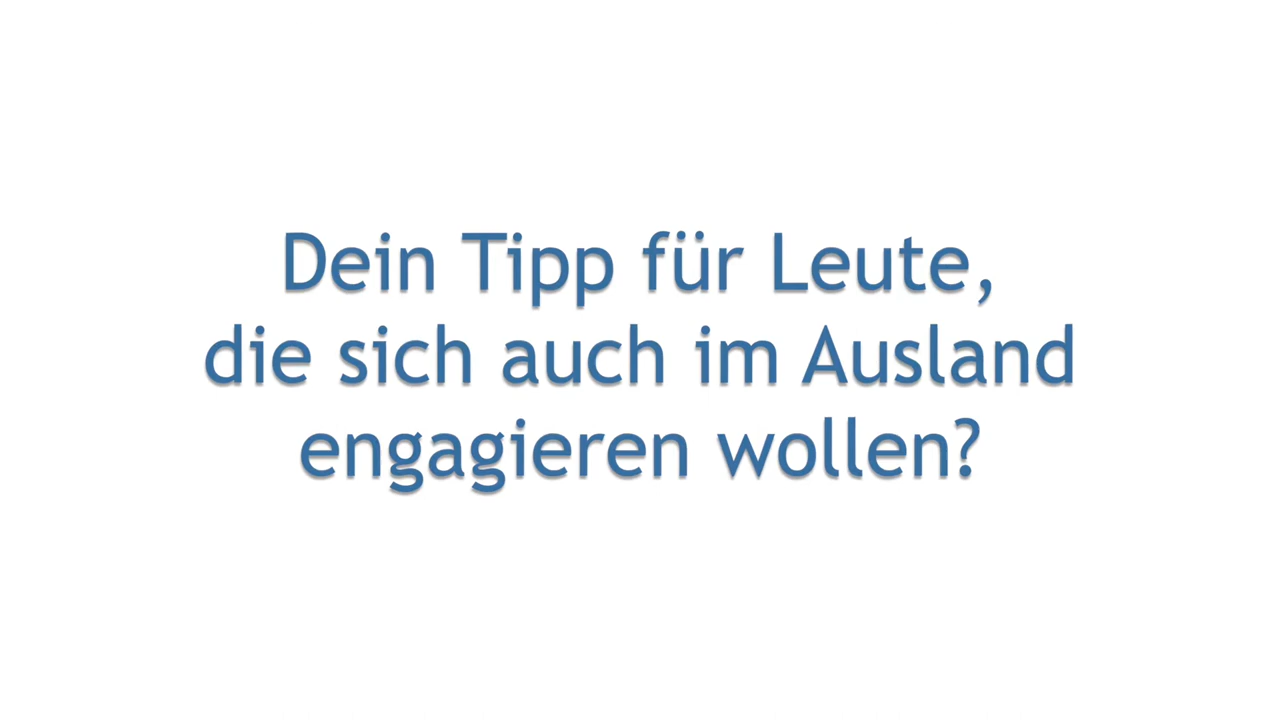 Dein Tipp für Leute,
die sich auch im Ausland
engagieren wollen?